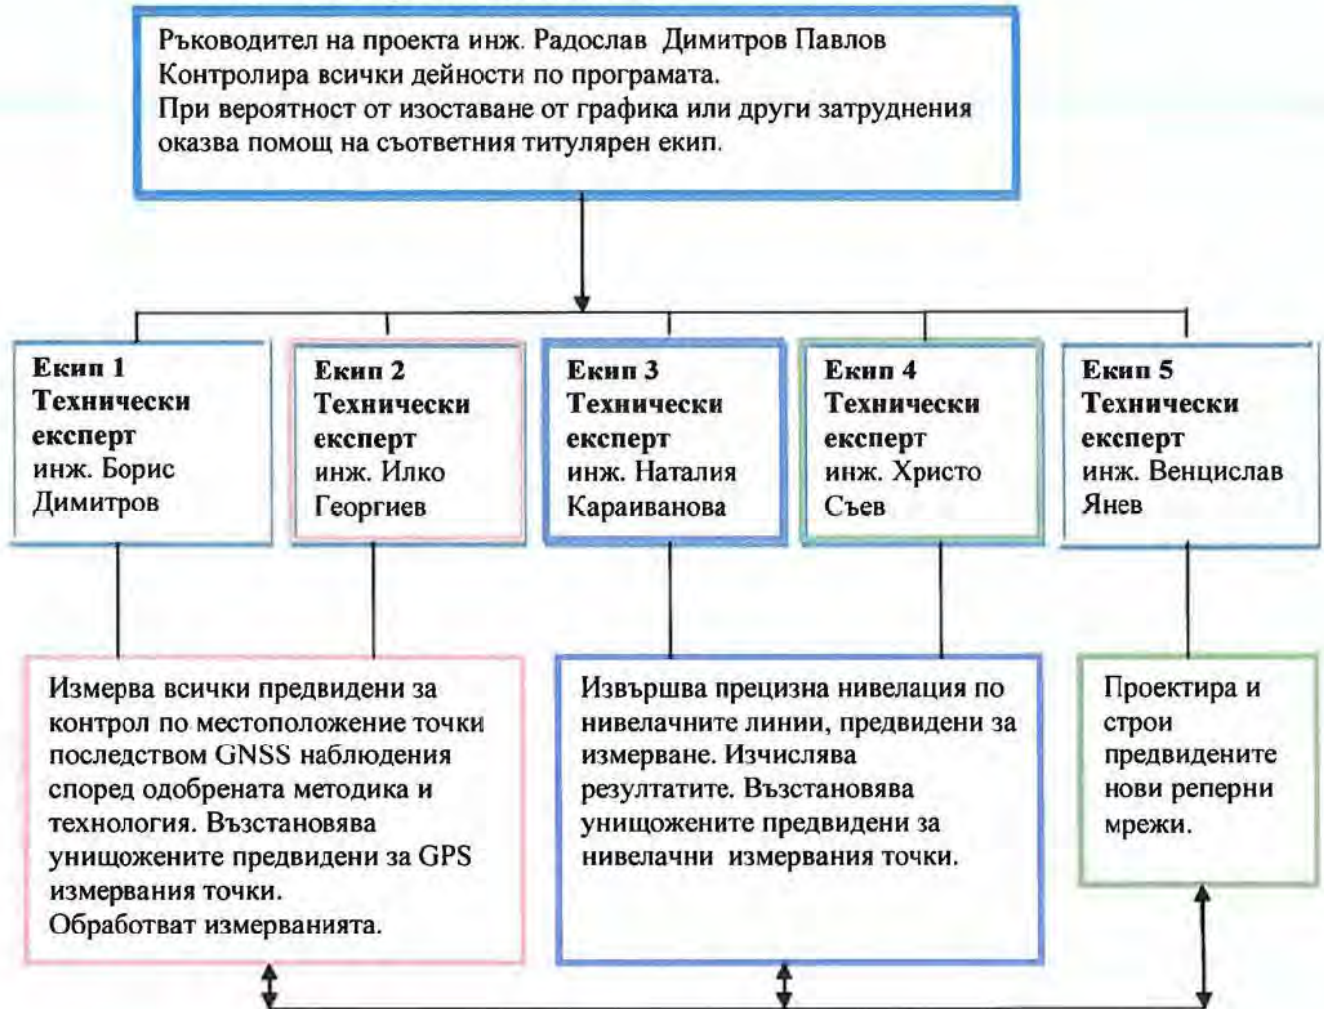 Ръководител на проекта инж. Радослав Димитров Павлов
Контролира всички дейности по програмата.
При вероятност от изоставане от графика или други затруднения
оказва помощ на съответния титулярен екип.
Екип 1
Технически
експерт
инж. Борис
Димитров
Екип 2
Технически
експерт
инж. Илко
Георгиев
Екип 3
Технически
експерт
инж. Наталия
Караиванова
Екип 4
Технически
експерт
инж. Христо
Съев
Екип 5
Технически
експерт
инж. Венцислав
Янев
Измерва всички предвидени за
контрол по местоположение точки
последством GNSS наблюдения
според одобрената методика и
технология. Възстановява
унищожените предвидени за GPS
измервания точки.
Обработват измерванията.
Извършва прецизна нивелация по
нивелачните линии, предвидени за
измерване. Изчислява
резултатите. Възстановява
унищожените предвидени за
нивелачни измервания точки.
Проектира и
строи
предвидените
нови реперни
мрежи.